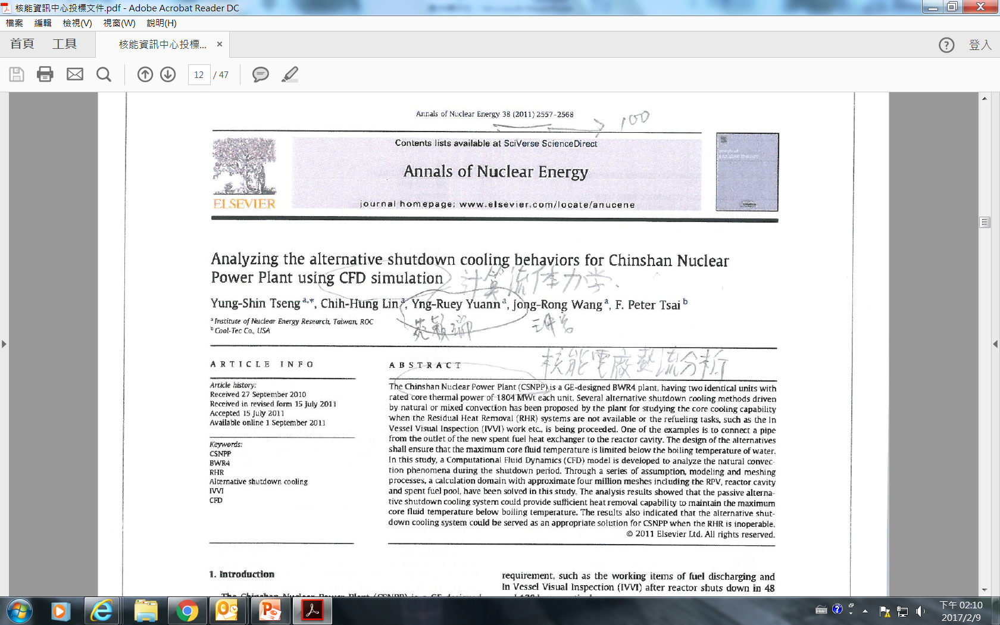 核能資訊中心投標文件.pdf - Adobe Acrobat Reader DC
檔案 編輯 檢視(V) 視窗(W) 說明(H)
首頁 工具 核能資訊中心投標... × ? 登入
12 / 47
Annals of Nuclear Energy 38 (2011) 2557-2568
100
Contents lists available at SciVerse ScienceDirect
Annals of Nuclear Energy
journal homepage: www.elsevier.com/locate/anucene
ELSEVIER
Analyzing the alternative shutdown cooling behaviors for Chinshan Nuclear
Power Plant using CFD simulation
計算流体力学
Yung-Shin Tseng a,*, Chih-Hung Lin a, Yng-Ruey Yuann a, Jong-Rong Wang a, F. Peter Tsai b
a Institute of Nuclear Energy Research, Taiwan, ROC
b Cool-Tec Co., USA
核能電廠熱流分析
ARTICLE INFO
Article history:
Received 27 September 2010
Received in revised form 15 July 2011
Accepted 15 July 2011
Available online 1 September 2011
Keywords:
CSNPP
BWR4
RHR
Alternative shutdown cooling
IVVI
CFD
ABSTRACT
The Chinshan Nuclear Power Plant (CSNPP) is a GE-designed BWR4 plant, having two identical units with
rated core thermal power of 1804 MWt each unit. Several alternative shutdown cooling methods driven
by natural or mixed convection has been proposed by the plant for studying the core cooling capability
when the Residual Heat Removal (RHR) systems are not available or the refueling tasks, such as the In
Vessel Visual Inspection (IVVI) work etc., is being proceeded. One of the examples is to connect a pipe
from the outlet of the new spent fuel heat exchanger to the reactor cavity. The design of the alternatives
shall ensure that the maximum core fluid temperature is limited below the boiling temperature of water.
In this study, a Computational Fluid Dynamics (CFD) model is developed to analyze the natural convec-
tion phenomena during the shutdown period. Through a series of assumption, modeling and meshing
processes, a calculation domain with approximate four million meshes including the RPV, reactor cavity
and spent fuel pool, have been solved in this study. The analysis results showed that the passive alterna-
tive shutdown cooling system could provide sufficient heat removal capability to maintain the maximum
core fluid temperature below boiling temperature. The results also indicated that the alternative shut-
down cooling system could be served as an appropriate solution for CSNPP when the RHR is inoperable.
© 2011 Elsevier Ltd. All rights reserved.
1. Introduction
The Chinshan Nuclear Power Plant (CSNPP) is a GE-designed
requirement, such as the working items of fuel discharging and
In Vessel Visual Inspection (IVVI) after reactor shuts down in 48
下午 02:10
2017/2/9